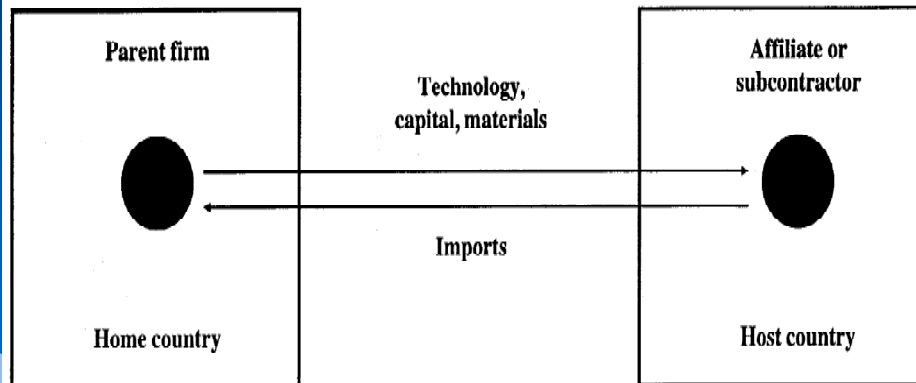 Parent firm
Affiliate or
subcontractor
Technology,
capital, materials
Imports
Home country
Host country